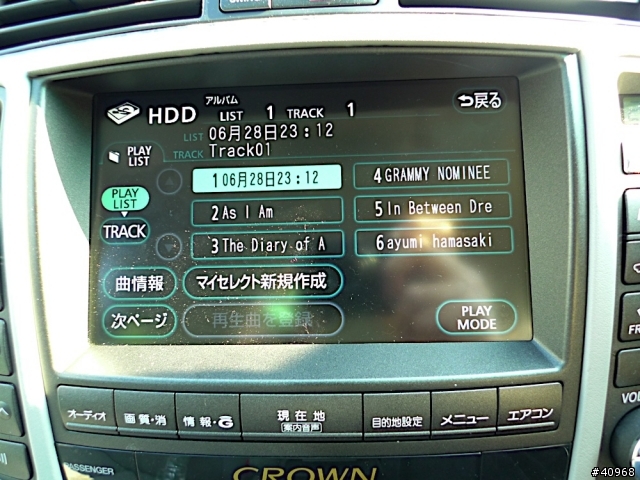 HDD アルバム LIST 1 TRACK 1
戻る
LIST 06月28日23:12
TRACK Track01
PLAY LIST
1 06月28日23:12
4 GRAMMY NOMINEE
PLAY LIST
2 As I Am
5 In Between Dre
TRACK
3 The Diary of A
6 ayumi hamasaki
曲情報
マイセレクト新規作成
次ページ
再生曲を登録
PLAY MODE
オーディオ
画質・消
情報・G
現在地
案内音声
目的地設定
メニュー
エアコン
VOL
PASSENGER
CROWN
#40968